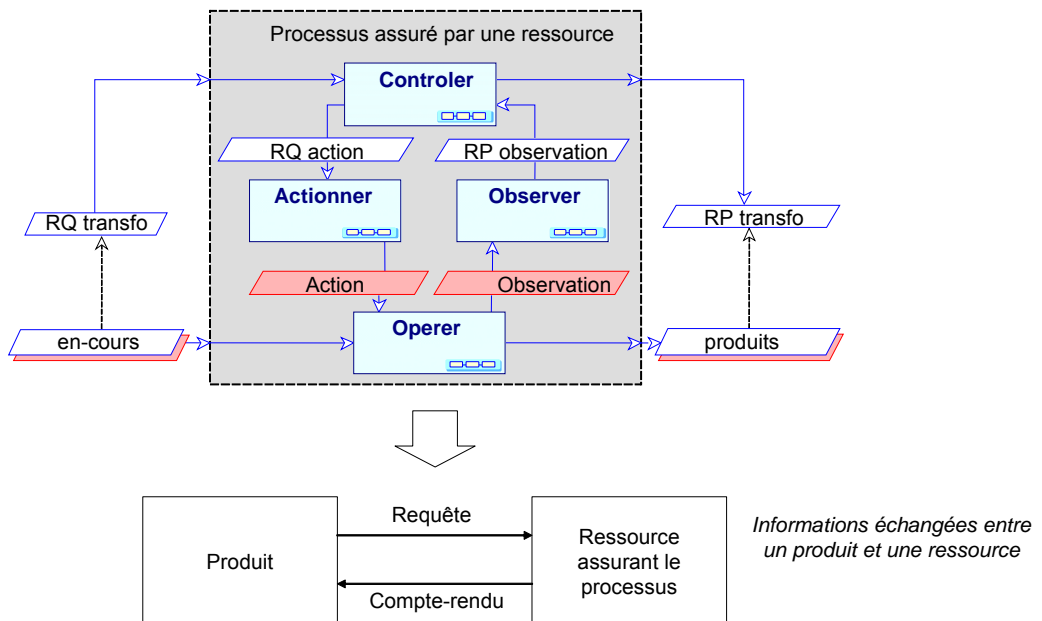 Processus assuré par une ressource
Controler
RQ action
RP observation
Actionner
Observer
RQ transfo
RP transfo
Action
Observation
Operer
en-cours
produits
Requête
Produit
Ressource
assurant le
processus
Compte-rendu
Informations échangées entre
un produit et une ressource